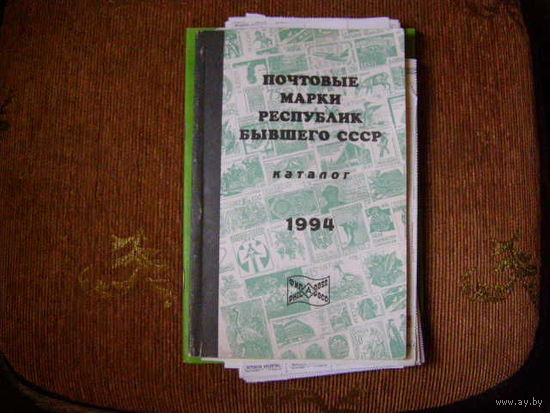 ПОЧТОВЫЕ
МАРКИ
РЕСПУБЛИК
БЫВШЕГО СССР
каталог
1994
www.ay.by